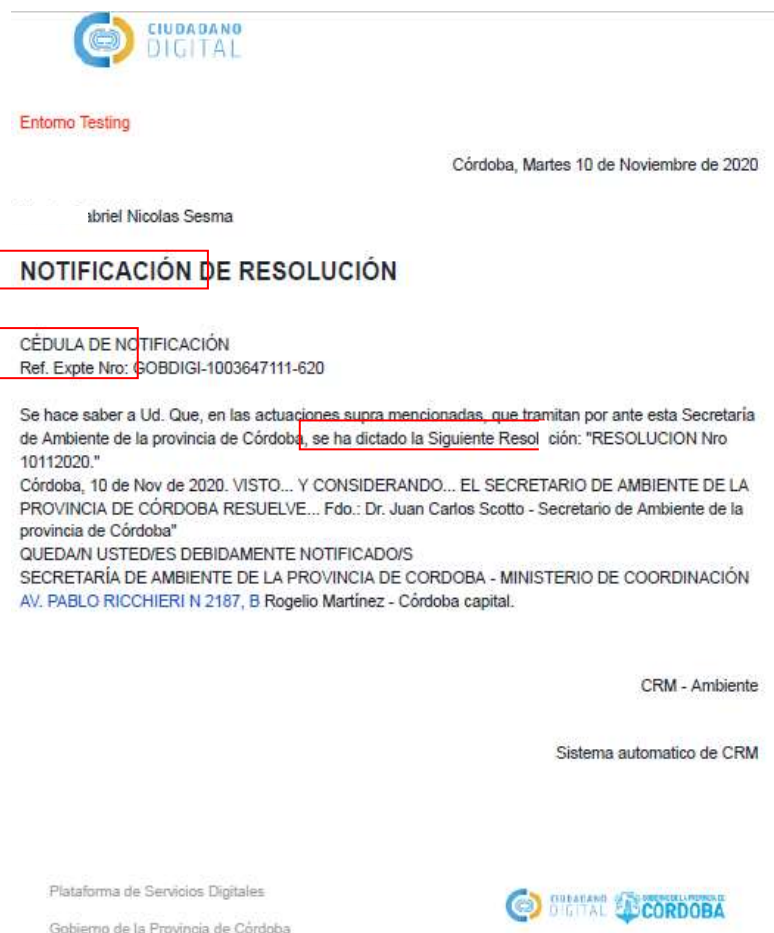 CIUDADANO
DIGITAL
Entorno Testing
Córdoba, Martes 10 de Noviembre de 2020
abriel Nicolas Sesma
NOTIFICACIÓN DE RESOLUCIÓN
CÉDULA DE NOTIFICACIÓN
Ref. Expte Nro: GOBDIGI-1003647111-620
Se hace saber a Ud. Que, en las actuaciones supra mencionadas, que tramitan por ante esta Secretaría
de Ambiente de la provincia de Córdoba, se ha dictado la Siguiente Resol ción: "RESOLUCION Nro
10112020."
Córdoba, 10 de Nov de 2020. VISTO... Y CONSIDERANDO... EL SECRETARIO DE AMBIENTE DE LA
PROVINCIA DE CÓRDOBA RESUELVE... Fdo.: Dr. Juan Carlos Scotto - Secretario de Ambiente de la
provincia de Córdoba"
QUEDA/N USTED/ES DEBIDAMENTE NOTIFICADO/S
SECRETARÍA DE AMBIENTE DE LA PROVINCIA DE CORDOBA - MINISTERIO DE COORDINACIÓN
AV. PABLO RICCHIERI N 2187, B Rogelio Martínez - Córdoba capital.
CRM - Ambiente
Sistema automatico de CRM
Plataforma de Servicios Digitales
CIUDADANO
DIGITAL
GOBIERNO DE LA PROVINCIA DE
CÓRDOBA
Gobierno de la Provincia de Córdoba